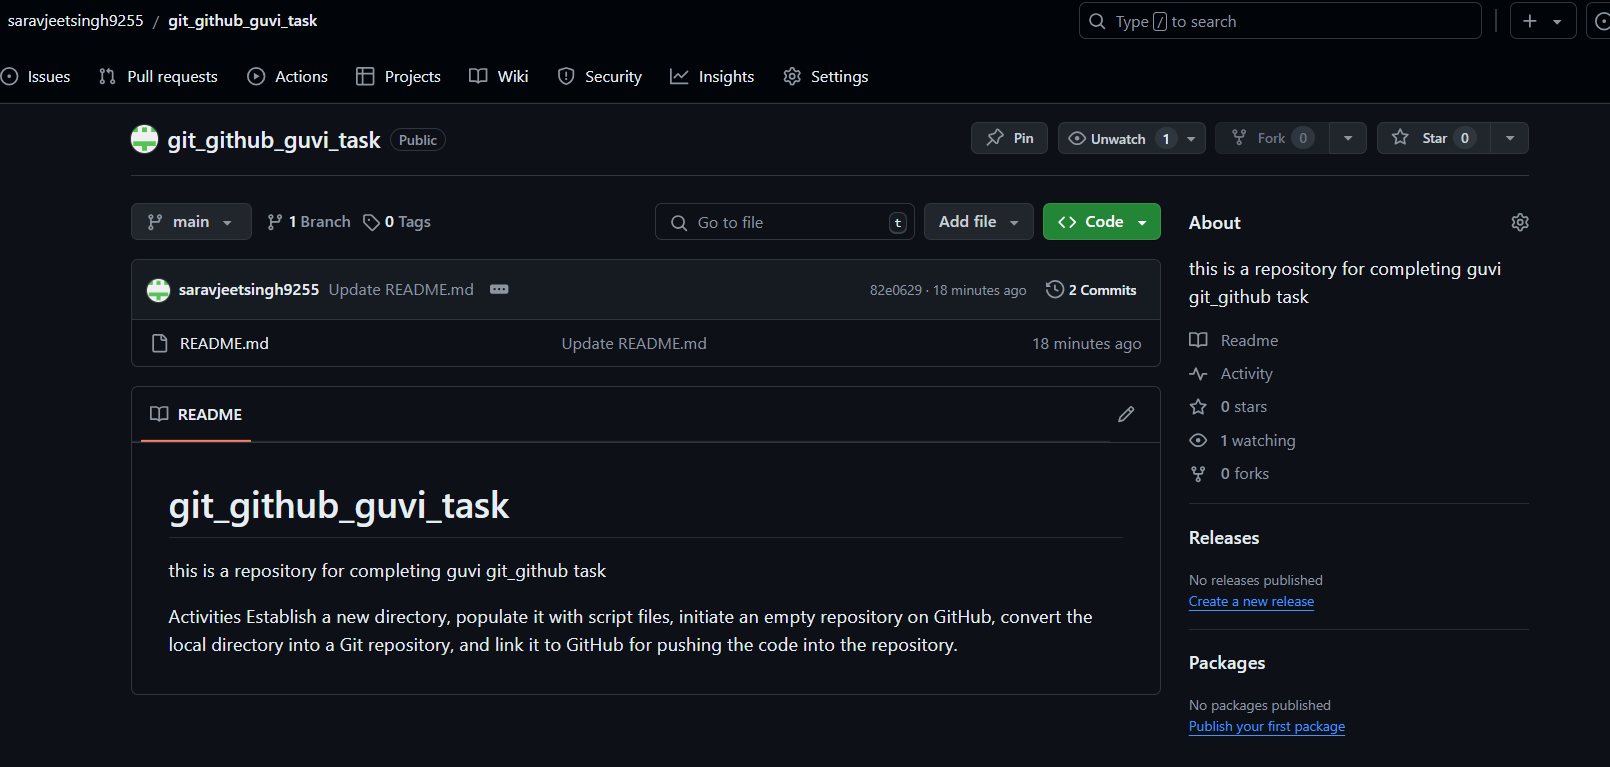 saravjeetsingh9255 / git_github_guvi_task
Type / to search
Issues Pull requests Actions Projects Wiki Security Insights Settings
git_github_guvi_task Public
Pin Unwatch 1 Fork 0 Star 0
main 1 Branch 0 Tags Go to file t Add file Code
saravjeetsingh9255 Update README.md 82e0629 · 18 minutes ago 2 Commits
README.md Update README.md 18 minutes ago
README
git_github_guvi_task
this is a repository for completing guvi git_github task
Activities Establish a new directory, populate it with script files, initiate an empty repository on GitHub, convert the
local directory into a Git repository, and link it to GitHub for pushing the code into the repository.
About
this is a repository for completing guvi
git_github task
Readme
Activity
0 stars
1 watching
0 forks
Releases
No releases published
Create a new release
Packages
No packages published
Publish your first package